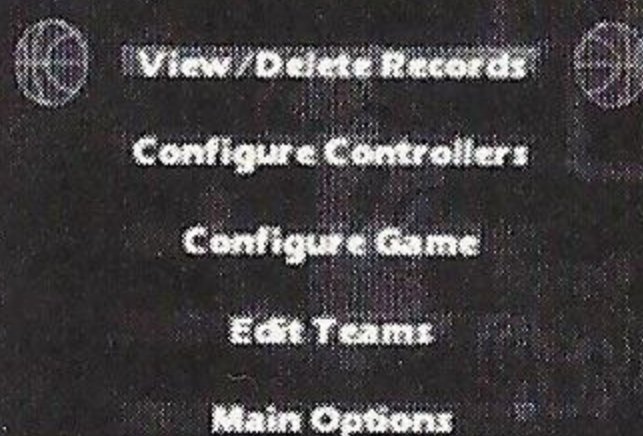 View/Delete Records
Configure Controllers
Configure Game
Edit Teams
Main Options